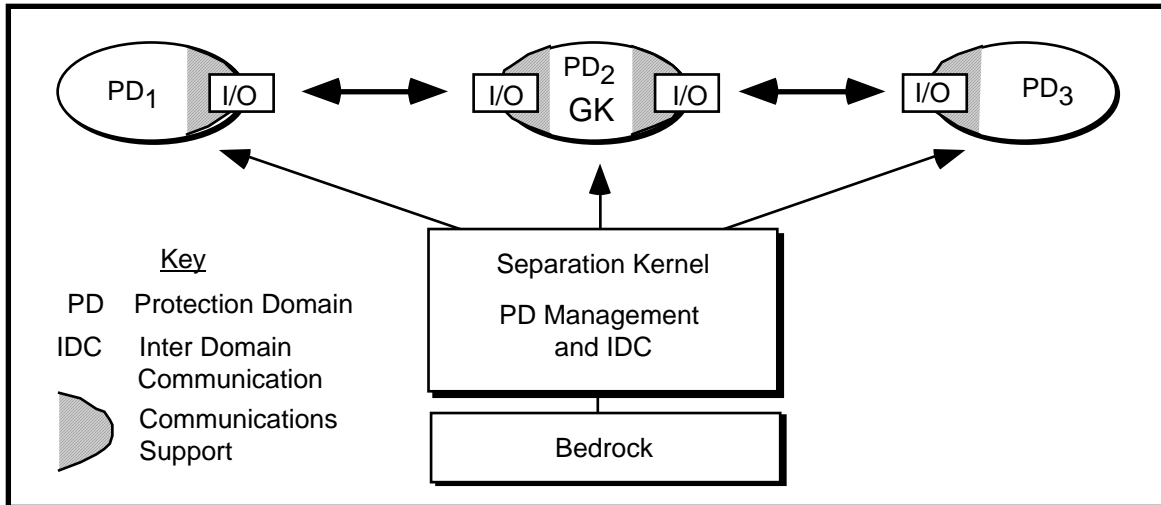 PD1 I/O
I/O PD2 I/O
GK
I/O PD3
Separation Kernel
PD Management
and IDC
Bedrock
Key
PD Protection Domain
IDC Inter Domain
Communication
Communications
Support